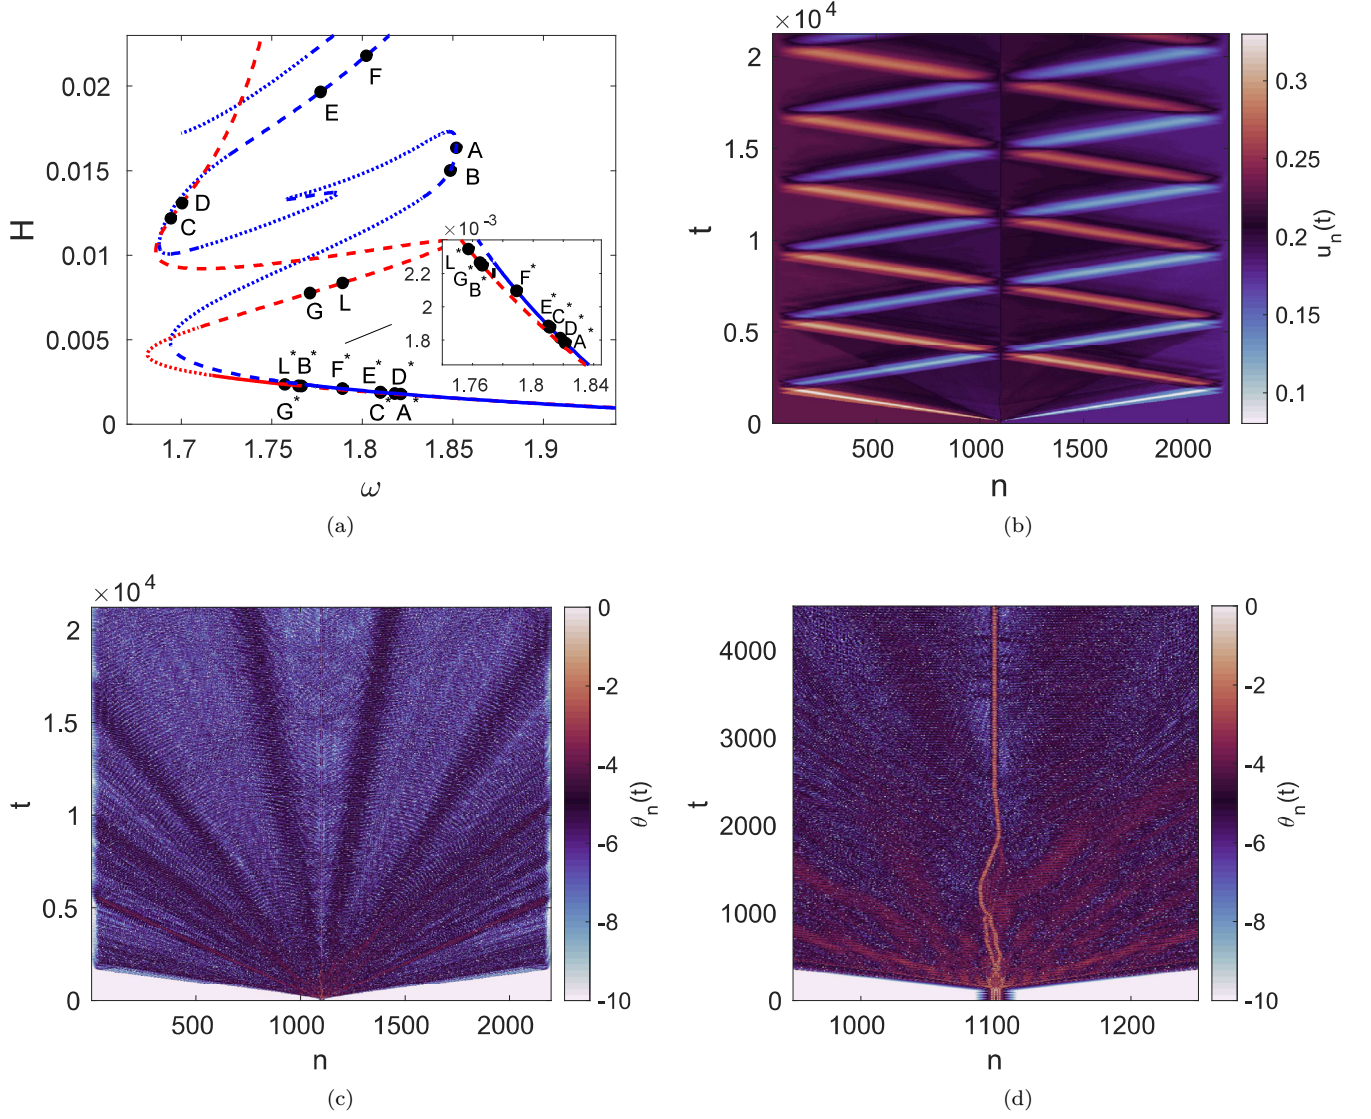 0.02
0.015
0.01
0.005
0
H
1.7
1.75
1.8
1.85
1.9
ω
F
E
A
B
D
C
G
L
L* B* F* E* D*
G* C* A*
×10⁻³
2.2
2
1.8
1.76
1.8
1.84
L* G* B* F* E* C* D* A*
(a)
×10⁴
2
1.5
1
0.5
0
t
500
1000
1500
2000
n
0.3
0.25
0.2
0.15
0.1
u_n(t)
(b)
×10⁴
2
1.5
1
0.5
0
t
500
1000
1500
2000
n
0
-2
-4
-6
-8
-10
θ_n(t)
(c)
4000
3000
2000
1000
0
t
1000
1100
1200
n
0
-2
-4
-6
-8
-10
θ_n(t)
(d)